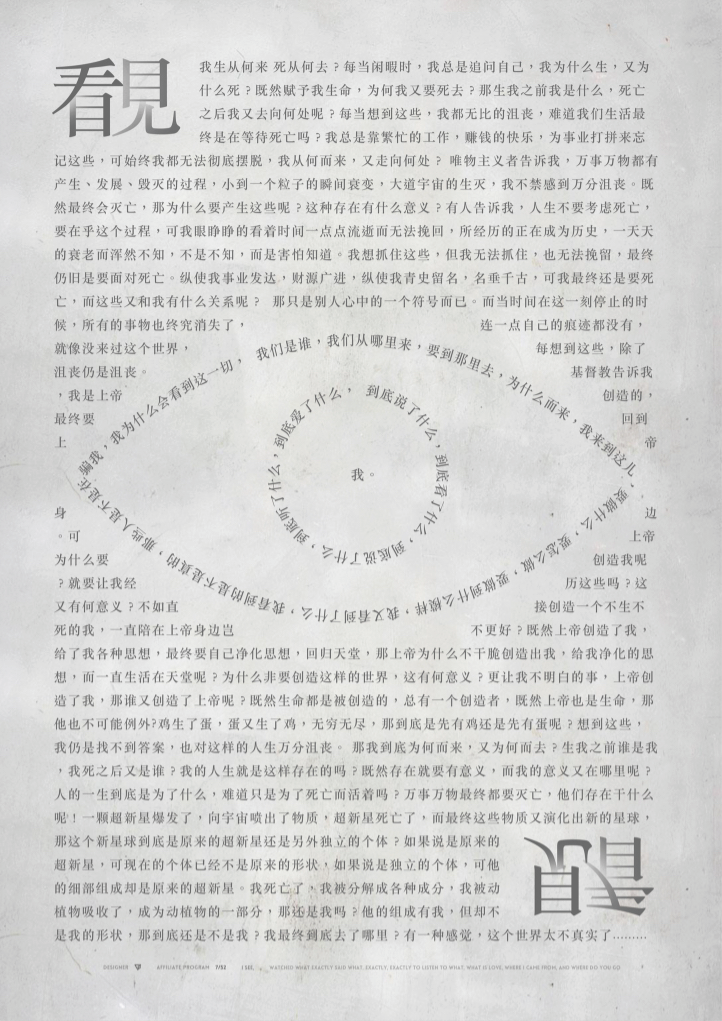 看見
我生从何来 死从何去？每当闲暇时，我总是追问自己，我为什么生，又为
什么死？既然赋予我生命，为何我又要死去？那生我之前我是什么，死亡
之后我又去向何处呢？每当想到这些，我都无比的沮丧，难道我们生活最
终是在等待死亡吗？我总是靠繁忙的工作，赚钱的快乐，为事业打拼来忘
记这些，可始终我都无法彻底摆脱，我从何而来，又走向何处？ 唯物主义者告诉我，万事万物都有
产生、发展、毁灭的过程，小到一个粒子的瞬间衰变，大道宇宙的生灭，我不禁感到万分沮丧。既
然最终会灭亡，那为什么要产生这些呢？这种存在有什么意义？有人告诉我，人生不要考虑死亡，
要在乎这个过程，可我眼睁睁的看着时间一点点流逝而无法挽回，所经历的正在成为历史，一天天
的衰老而浑然不知，不是不知，而是害怕知道。我想抓住这些，但我无法抓住，也无法挽留，最终
仍旧是要面对死亡。纵使我事业发达，财源广进，纵使我青史留名，名垂千古，可我最终还是要死
亡，而这些又和我有什么关系呢？ 那只是别人心中的一个符号而已。而当时间在这一刻停止的时
候，所有的事物也终究消失了， 连一点自己的痕迹都没有，
就像没来过这个世界， 每想到这些，除了
沮丧仍是沮丧。 基督教告诉我
，我是上帝 创造的，
最终要 回到
上 帝
身 边
。可 上帝
为什么要 创造我呢
？就要让我经 历这些吗？这
又有何意义？不如直 接创造一个不生不
死的我，一直陪在上帝身边岂 不更好？既然上帝创造了我，
我，我为什么会看到这一切， 我们是谁，我们从哪里来，要到那里去，为什么而来，我来到这儿，要做什么，要怎么做，要做到什么模样，我又看到了什么，我看到的是不是真的，那些人是不是在骗
到底爱了什么， 到底说了什么，到底看了什么，到底说了什么，到底听了什么，
我。
给了我各种思想，最终要自己净化思想，回归天堂，那上帝为什么不干脆创造出我，给我净化的思
想，而一直生活在天堂呢？为什么非要创造这样的世界，这有何意义？更让我不明白的事，上帝创
造了我，那谁又创造了上帝呢？既然生命都是被创造的，总有一个创造者，既然上帝也是生命，那
他也不可能例外?鸡生了蛋，蛋又生了鸡，无穷无尽，那到底是先有鸡还是先有蛋呢？想到这些，
我仍是找不到答案，也对这样的人生万分沮丧。 那我到底为何而来，又为何而去？生我之前谁是我
，我死之后又是谁？我的人生就是这样存在的吗？既然存在就要有意义，而我的意义又在哪里呢？
人的一生到底是为了什么，难道只是为了死亡而活着吗？万事万物最终都要灭亡，他们存在干什么
呢！一颗超新星爆发了，向宇宙喷出了物质，超新星死亡了，而最终这些物质又演化出新的星球，
那这个新星球到底是原来的超新星还是另外独立的个体？如果说是原来的
超新星，可现在的个体已经不是原来的形状，如果说是独立的个体，可他
的细部组成却是原来的超新星。我死亡了，我被分解成各种成分，我被动
植物吸收了，成为动植物的一部分，那还是我吗？他的组成有我，但却不
是我的形状，那到底还是不是我？我最终到底去了哪里？有一种感觉，这个世界太不真实了………
看見
DESIGNER AFFILIATE PROGRAM 7/52 I SEE, WATCHED WHAT, EXACTLY SAID WHAT, EXACTLY, EXACTLY TO LISTEN TO WHAT, WHAT IS LOVE, WHERE I CAME FROM, AND WHERE DO YOU GO